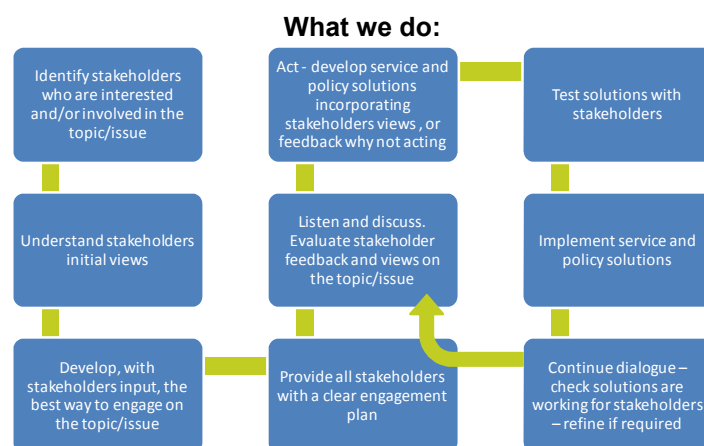 What we do:
Identify stakeholders
who are interested
and/or involved in the
topic/issue
Understand stakeholders
initial views
Develop, with
stakeholders input, the
best way to engage on
the topic/issue
Provide all stakeholders
with a clear engagement
plan
Listen and discuss.
Evaluate stakeholder
feedback and views on
the topic/issue
Act - develop service and
policy solutions
incorporating
stakeholders views , or
feedback why not acting
Test solutions with
stakeholders
Implement service and
policy solutions
Continue dialogue –
check solutions are
working for stakeholders
– refine if required